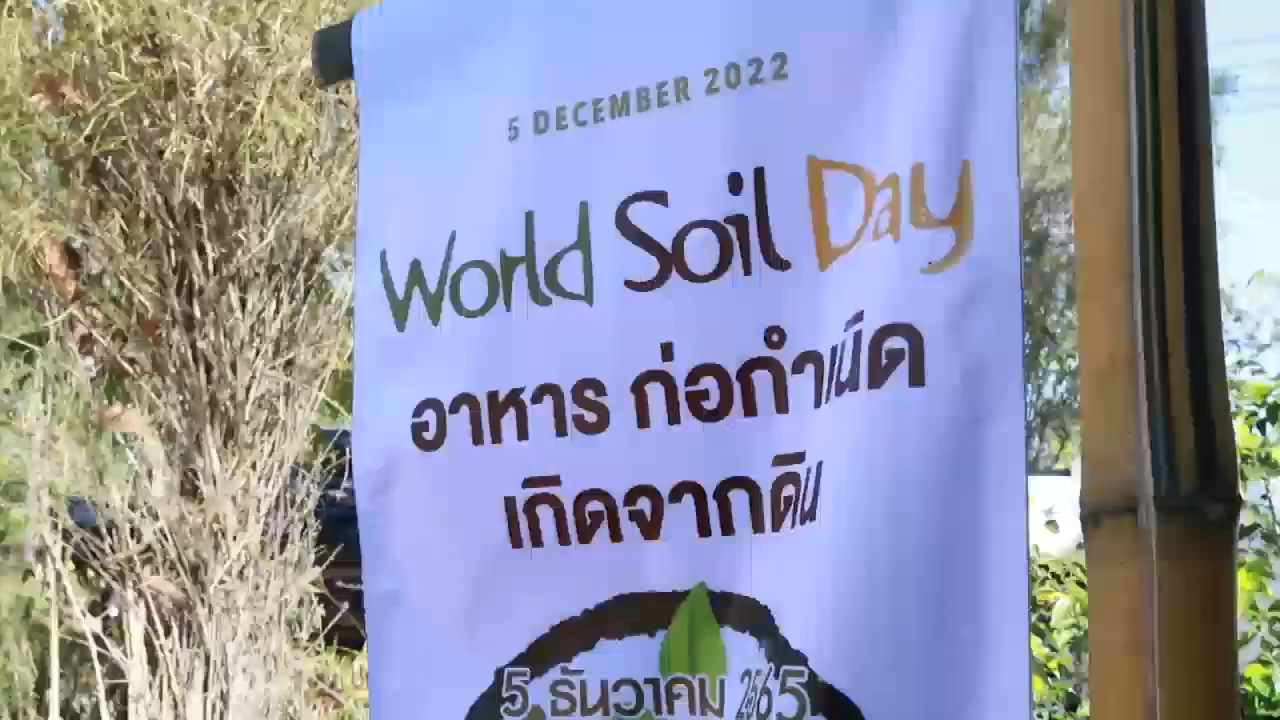 5 DECEMBER 2022
World Soil Day
อาหาร ก่อกำเนิด
เกิดจากดิน
5 ธันวาคม 2565